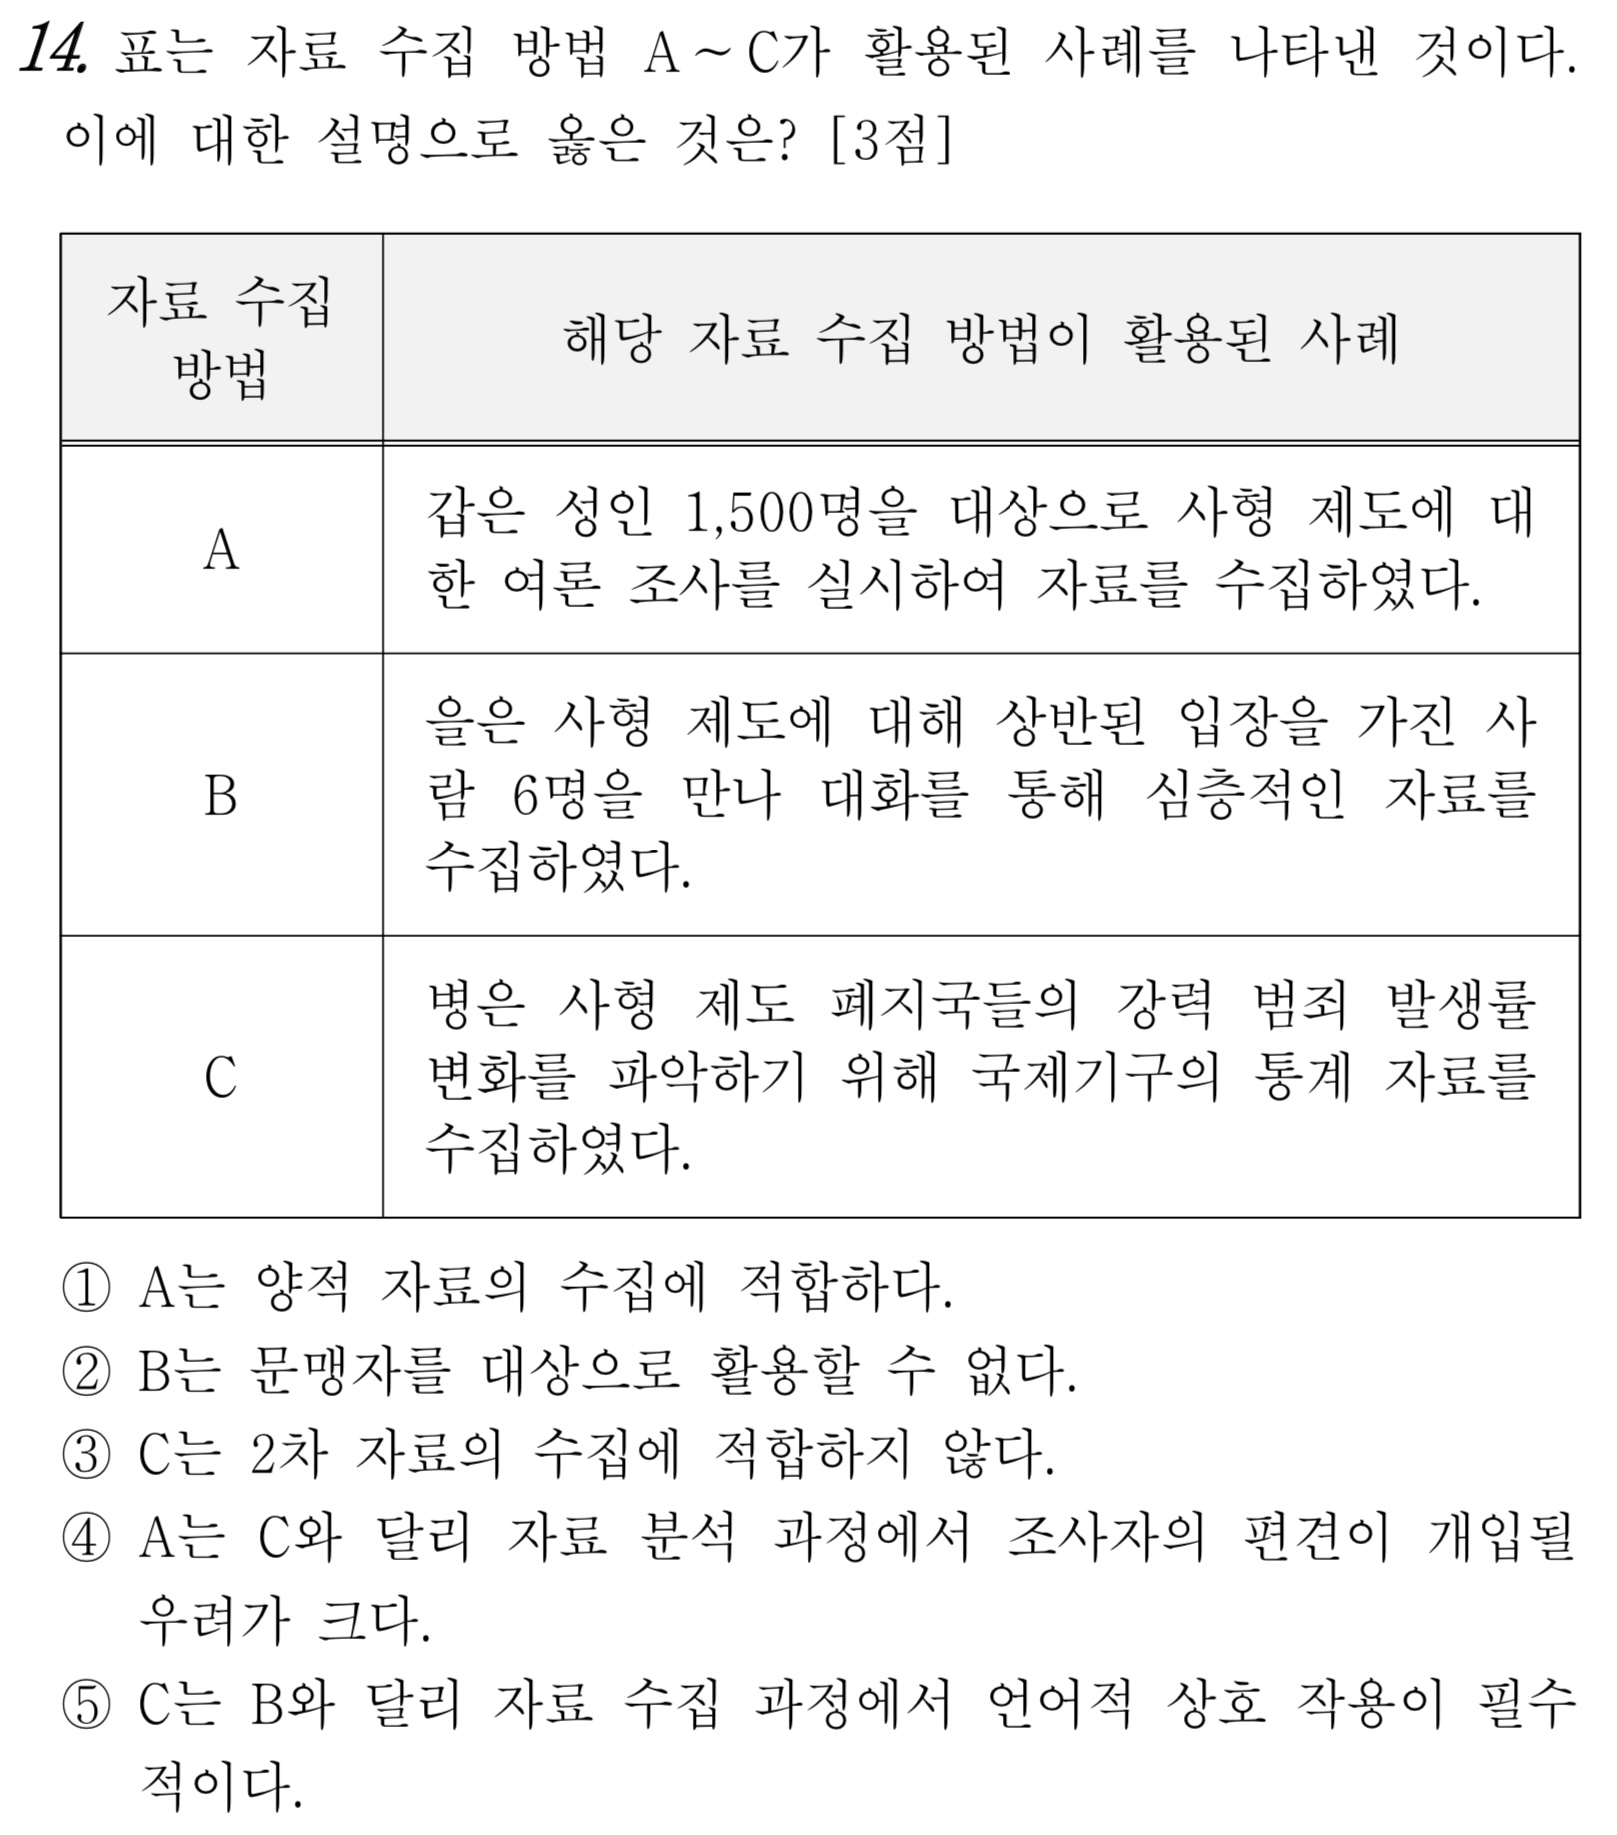 14. 표는 자료 수집 방법 A~C가 활용된 사례를 나타낸 것이다.
이에 대한 설명으로 옳은 것은? [3점]
자료 수집
방법
해당 자료 수집 방법이 활용된 사례
A
갑은 성인 1,500명을 대상으로 사형 제도에 대
한 여론 조사를 실시하여 자료를 수집하였다.
B
을은 사형 제도에 대해 상반된 입장을 가진 사
람 6명을 만나 대화를 통해 심층적인 자료를
수집하였다.
C
병은 사형 제도 폐지국들의 강력 범죄 발생률
변화를 파악하기 위해 국제기구의 통계 자료를
수집하였다.
① A는 양적 자료의 수집에 적합하다.
② B는 문맹자를 대상으로 활용할 수 없다.
③ C는 2차 자료의 수집에 적합하지 않다.
④ A는 C와 달리 자료 분석 과정에서 조사자의 편견이 개입될
우려가 크다.
⑤ C는 B와 달리 자료 수집 과정에서 언어적 상호 작용이 필수
적이다.